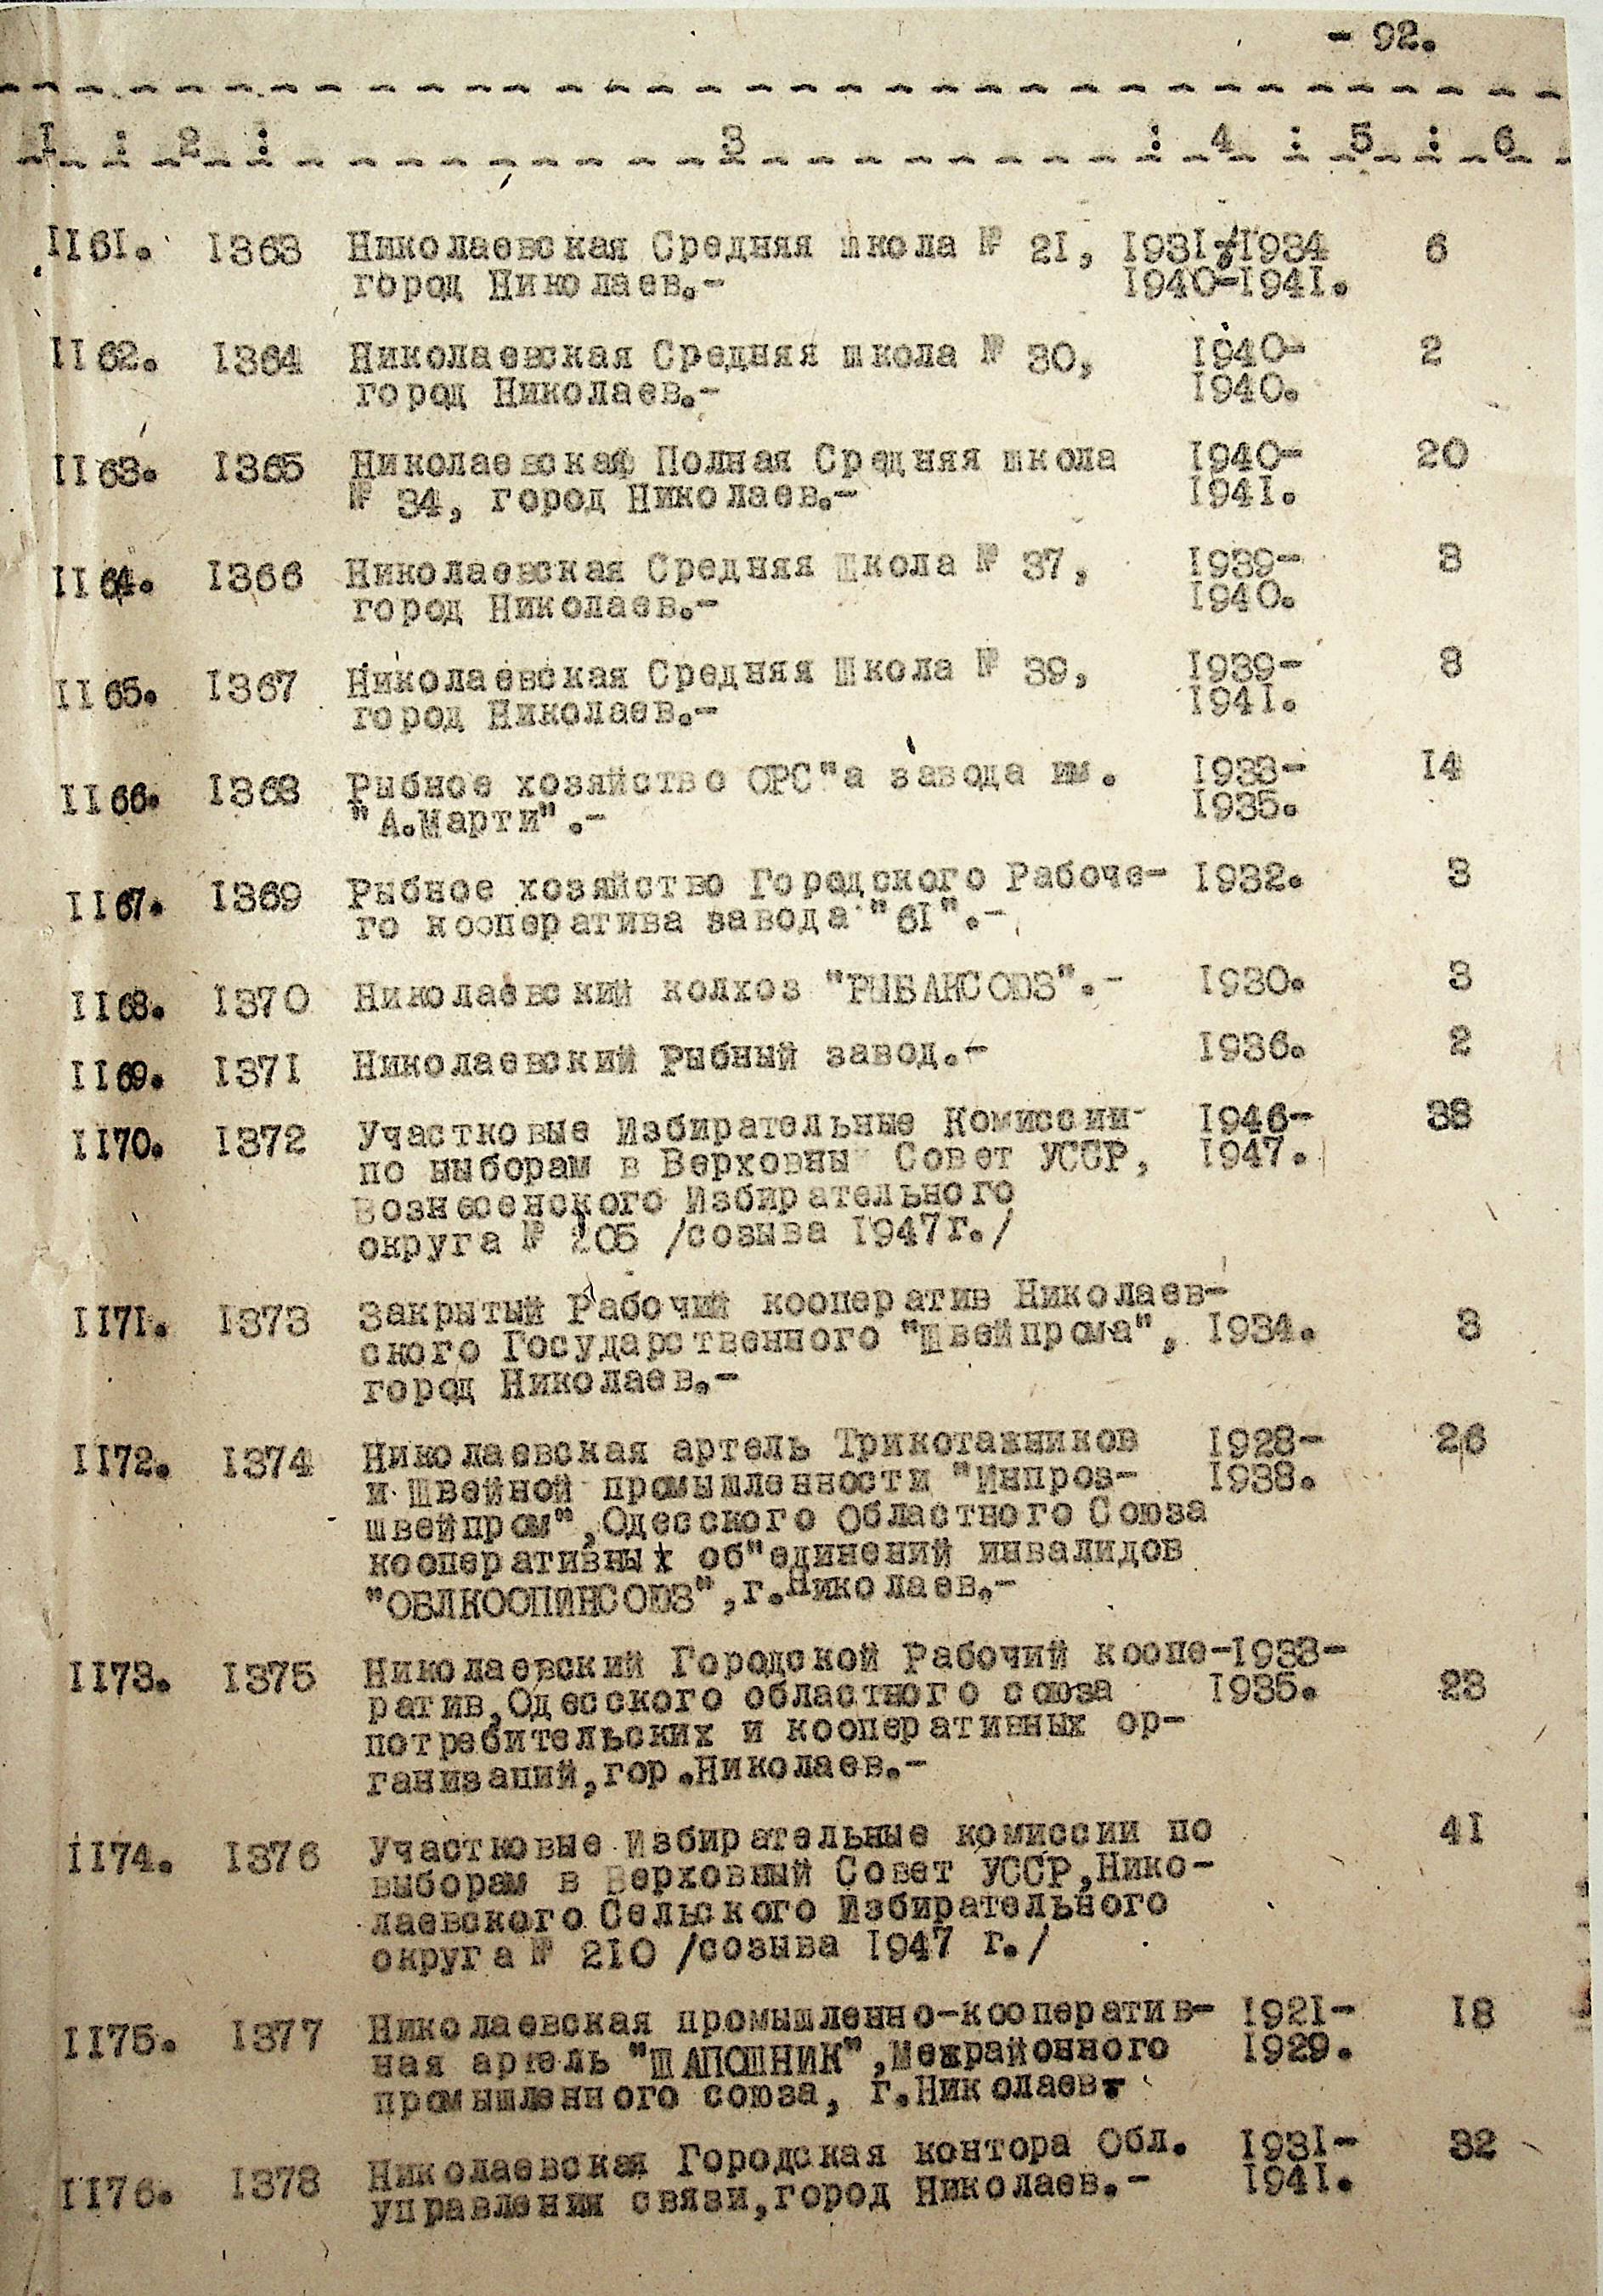 - 92.
1 : 2 : 3 : 4 : 5 : 6
1161. 1363 Николаевская Средняя школа № 21, 1931-1934 6
город Николаев.- 1940-1941.
1162. 1364 Николаевская Средняя школа № 30, 1940- 2
город Николаев.- 1940.
1163. 1365 Николаевская Полная Средняя школа 1940- 20
№ 34, город Николаев.- 1941.
1164. 1366 Николаевская Средняя Школа № 37, 1939- 3
город Николаев.- 1940.
1165. 1367 Николаевская Средняя Школа № 39, 1939- 3
город Николаев.- 1941.
1166. 1368 Рыбное хозяйство ОРС"а завода им. 1933- 14
"А.Марти".- 1935.
1167. 1369 Рыбное хозяйство Городского Рабоче- 1932. 3
го кооператива завода "61".-
1168. 1370 Николаевский колхоз "РЫБАКСОЮЗ".- 1930. 3
1169. 1371 Николаевский Рыбный завод.- 1936. 2
1170. 1372 Участковые Избирательные Комиссии 1946- 38
по выборам в Верховны Совет УССР, 1947.
Вознесенского Избирательного
округа № 205 /созыва 1947г./
1171. 1373 Закрытый Рабочий кооператив Николаев-
ского Государственного "Швейпрома", 1934. 3
город Николаев.-
1172. 1374 Николаевская артель Трикотажников 1928- 26
и Швейной промышленности "Инпроз- 1938.
швейпром",Одесского Областного Союза
кооперативных об"единений инвалидов
"ОБЛКООПИНСОЮЗ",г.Николаев.-
1173. 1375 Николаевский Городской Рабочий коопе-1933-
ратив,Одесского областного союза 1935. 23
потребительских и кооперативных ор-
ганизаций,гор.Николаев.-
1174. 1376 Участковые Избирательные комиссии по 41
выборам в Верховный Совет УССР,Нико-
лаевского Сельского Избирательного
округа № 210 /созыва 1947 г./
1175. 1377 Николаевская промышленно-кооператив- 1921- 18
ная артель "ШАПОШНИК",Межрайонного 1929.
промышленного союза, г.Николаев.
1176. 1378 Николаевская Городская контора Обл. 1931- 32
управления связи,город Николаев.- 1941.